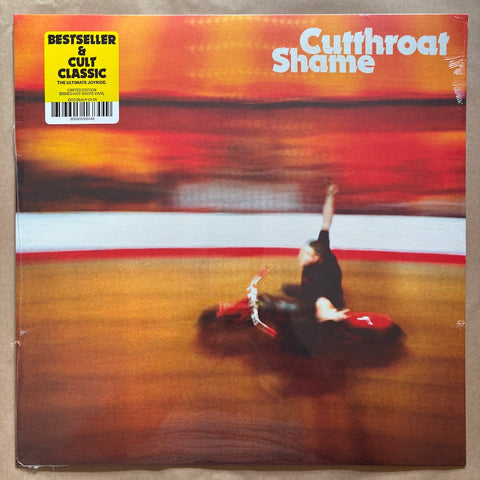 BESTSELLER
&
CULT
CLASSIC
THE ULTIMATE JOYRIDE.
LIMITED EDITION
Cutthroat
Shame